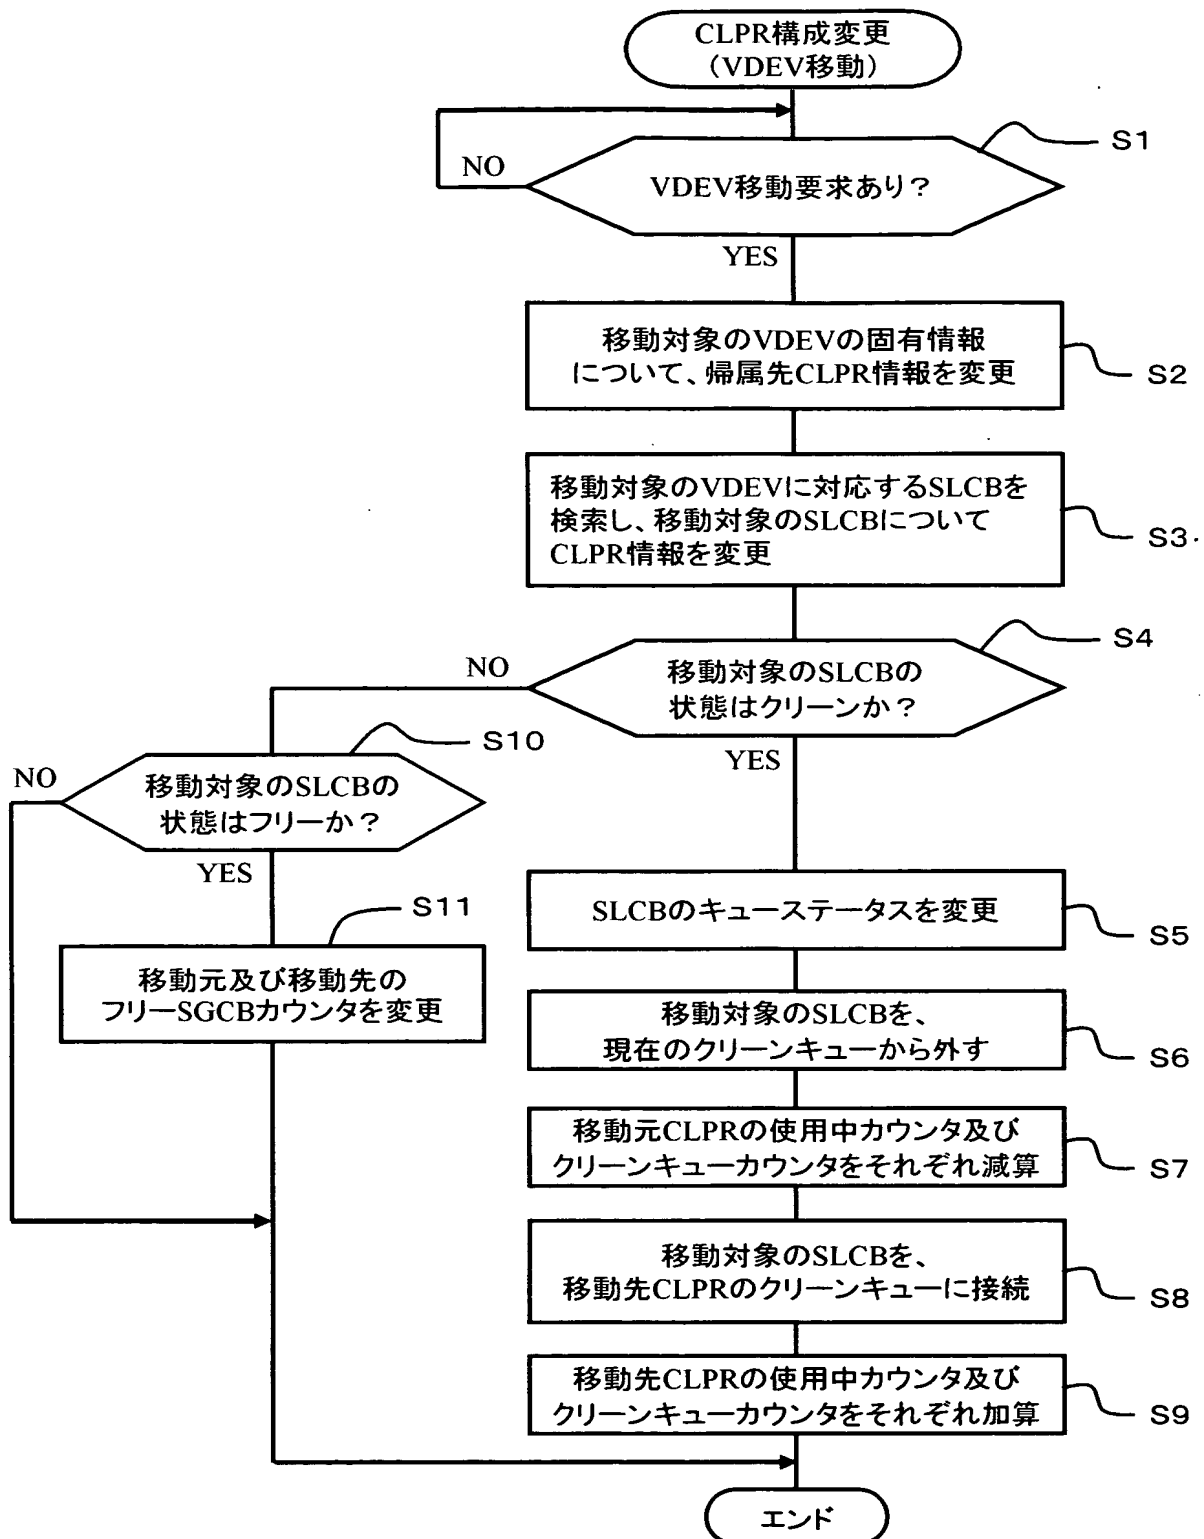 CLPR構成変更
（VDEV移動）
S1
NO
VDEV移動要求あり？
YES
移動対象のVDEVの固有情報
について、帰属先CLPR情報を変更
S2
移動対象のVDEVに対応するSLCBを
検索し、移動対象のSLCBについて
CLPR情報を変更
S3
S4
NO
移動対象のSLCBの
状態はクリーンか？
YES
S10
NO
移動対象のSLCBの
状態はフリーか？
YES
S11
移動元及び移動先の
フリーSGCBカウンタを変更
SLCBのキューステータスを変更
S5
移動対象のSLCBを、
現在のクリーンキューから外す
S6
移動元CLPRの使用中カウンタ及び
クリーンキューカウンタをそれぞれ減算
S7
移動対象のSLCBを、
移動先CLPRのクリーンキューに接続
S8
移動先CLPRの使用中カウンタ及び
クリーンキューカウンタをそれぞれ加算
S9
エンド